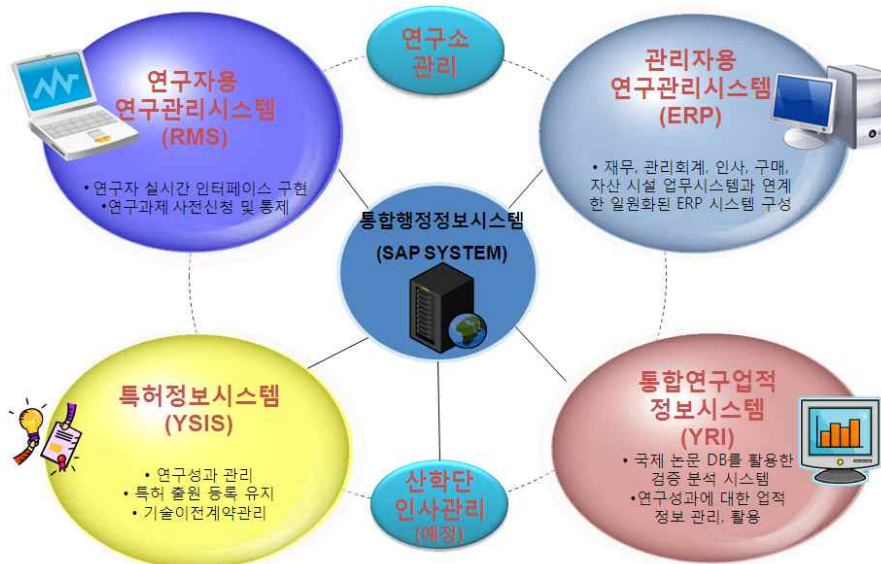 연구소
관리
연구자용
연구관리시스템
(RMS)
• 연구자 실시간 인터페이스 구현
•연구과제 사전신청 및 통제
관리자용
연구관리시스템
(ERP)
• 재무, 관리회계, 인사, 구매,
자산 시설 업무시스템과 연계
한 일원화된 ERP 시스템 구성
통합행정정보시스템
(SAP SYSTEM)
특허정보시스템
(YSIS)
• 연구성과 관리
• 특허 출원 등록 유지
• 기술이전계약관리
산학단
인사관리
(예정)
통합연구업적
정보시스템
(YRI)
• 국제 논문 DB를 활용한
검증 분석 시스템
•연구성과에 대한 업적
정보 관리, 활용